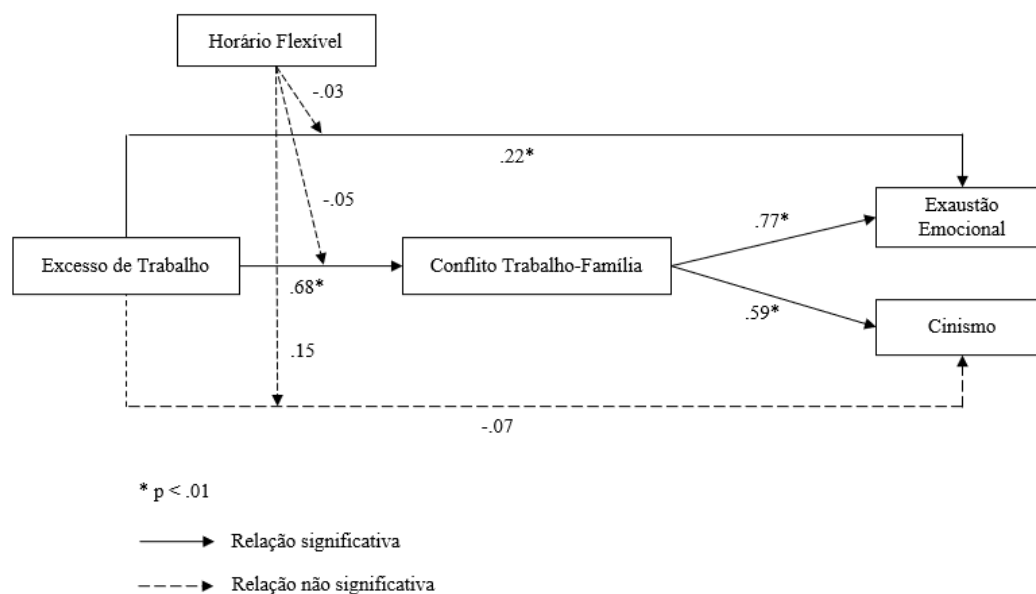 Horário Flexível
-.03
.22*
-.05
Exaustão
Emocional
.77*
Excesso de Trabalho
Conflito Trabalho-Família
.68*
.59*
Cinismo
.15
-.07
* p < .01
Relação significativa
Relação não significativa